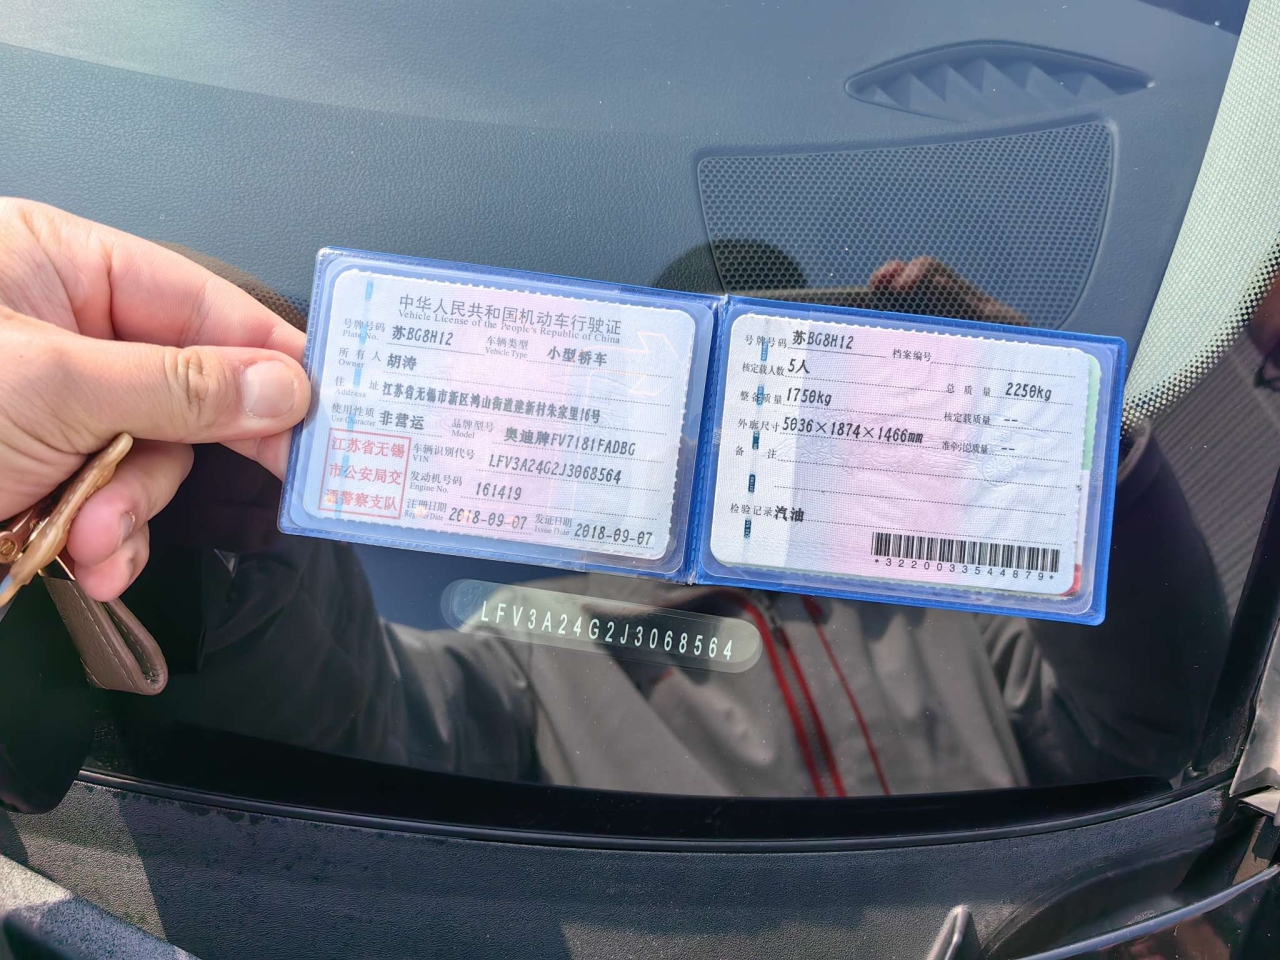 中华人民共和国机动车行驶证
Vehicle License of the People's Republic of China
号牌号码 苏BG8H12 车辆类型 小型轿车
Plate No. Vehicle Type
所有人 胡涛
Owner
住址 江苏省无锡市新区鸿山街道建新村朱家里16号
Address
使用性质 非营运 品牌型号 奥迪牌FV7181FADBG
Use Character Model
江苏省无锡
市公安局交
通警察支队
车辆识别代号 LFV3A24G2J3068564
VIN
发动机号码 161419
Engine No.
注册日期 2018-09-07 发证日期 2018-09-07
Register Date Issue Date
号牌号码 苏BG8H12 档案编号
核定载人数 5人 总质量 2250kg
整备质量 1750kg 核定载质量 --
外廓尺寸 5036×1874×1466mm 准牵引总质量 --
备注
检验记录 汽油
*3220033544879*
LFV3A24G2J3068564